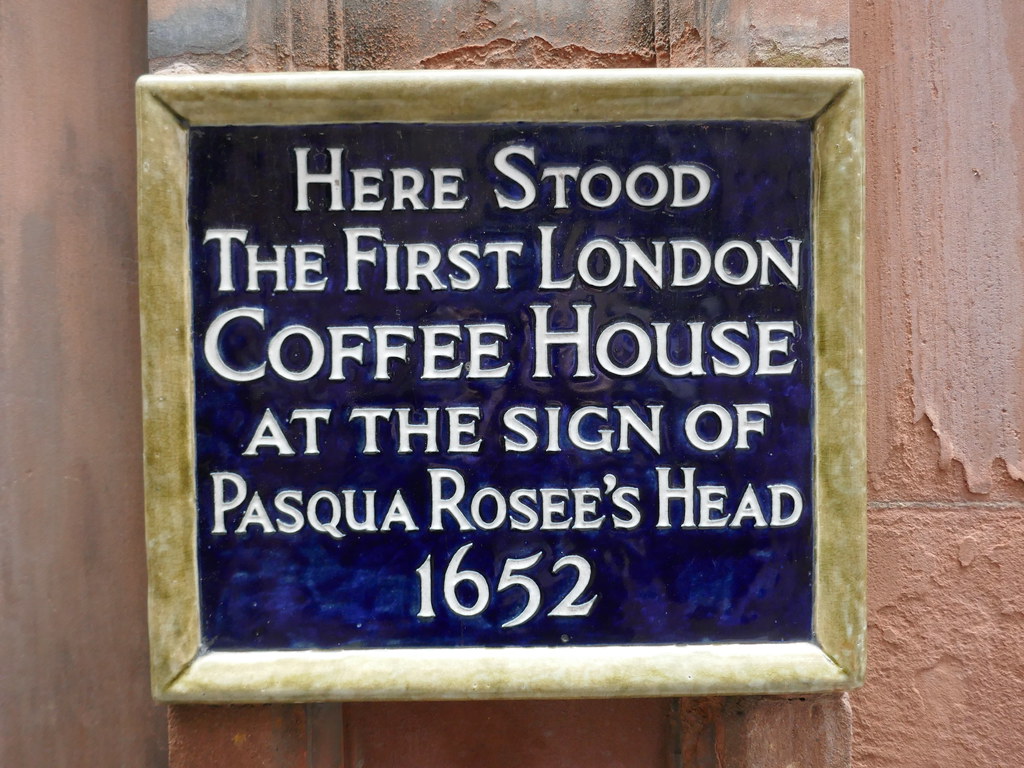 Here Stood
The First London
Coffee House
at the sign of
Pasqua Rosee's Head
1652